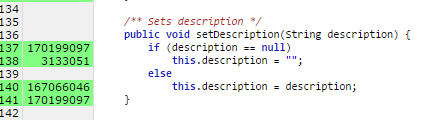 134
135 /** Sets description */
136 public void setDescription(String description) {
137 170199097 if (description == null)
138 3133051 this.description = "";
139 else
140 167066046 this.description = description;
141 170199097 }
142